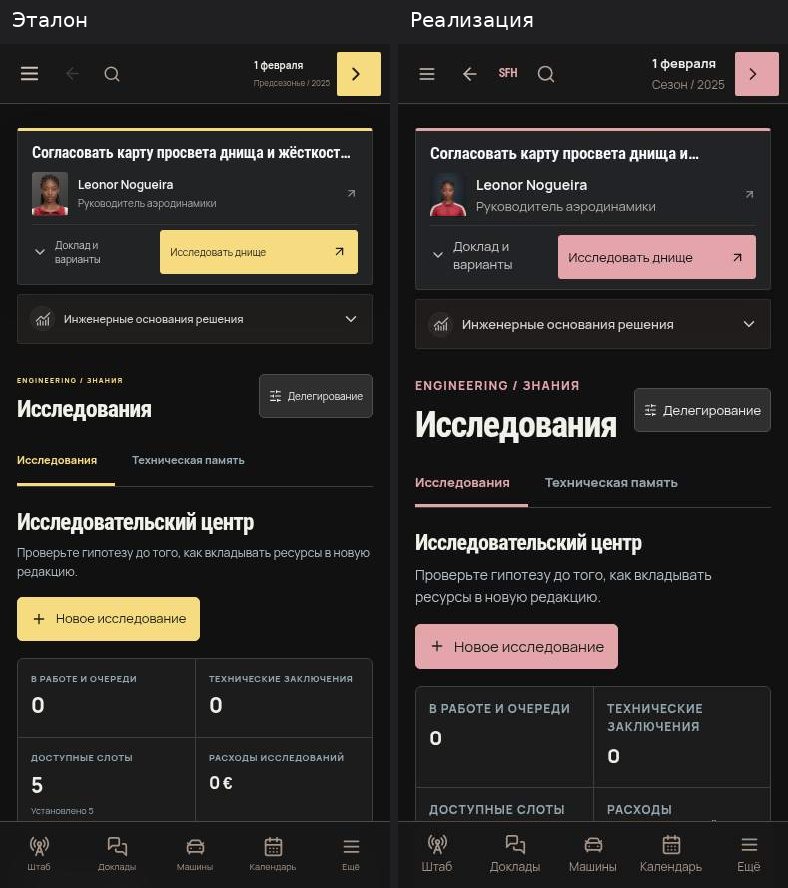 Эталон
1 февраля
Предсезонье / 2025
Согласовать карту просвета днища и жёсткост…
Leonor Nogueira
Руководитель аэродинамики
Доклад и
варианты
Исследовать днище
Инженерные основания решения
ENGINEERING / ЗНАНИЯ
Исследования
Делегирование
Исследования
Техническая память
Исследовательский центр
Проверьте гипотезу до того, как вкладывать ресурсы в новую
редакцию.
Новое исследование
В РАБОТЕ И ОЧЕРЕДИ
0
ТЕХНИЧЕСКИЕ ЗАКЛЮЧЕНИЯ
0
ДОСТУПНЫЕ СЛОТЫ
5
Установлено 5
РАСХОДЫ ИССЛЕДОВАНИЙ
0 €
Штаб
Доклады
Машины
Календарь
Ещё
Реализация
SFH
1 февраля
Сезон / 2025
Согласовать карту просвета днища и…
Leonor Nogueira
Руководитель аэродинамики
Доклад и
варианты
Исследовать днище
Инженерные основания решения
ENGINEERING / ЗНАНИЯ
Исследования
Делегирование
Исследования
Техническая память
Исследовательский центр
Проверьте гипотезу до того, как вкладывать
ресурсы в новую редакцию.
Новое исследование
В РАБОТЕ И ОЧЕРЕДИ
0
ТЕХНИЧЕСКИЕ
ЗАКЛЮЧЕНИЯ
0
ДОСТУПНЫЕ СЛОТЫ
РАСХОДЫ
Штаб
Доклады
Машины
Календарь
Ещё